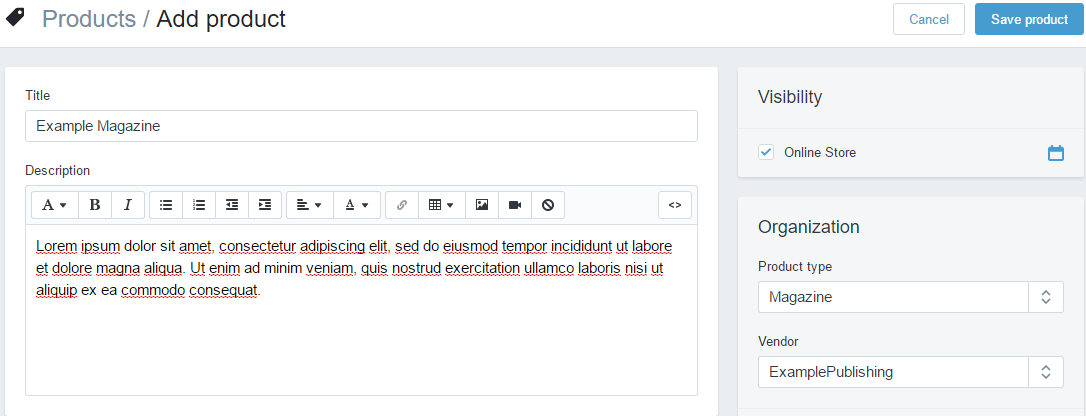 Products / Add product
Cancel
Save product
Title
Example Magazine
Description
A
B
I
A
<>
Lorem ipsum dolor sit amet, consectetur adipiscing elit, sed do eiusmod tempor incididunt ut labore
et dolore magna aliqua. Ut enim ad minim veniam, quis nostrud exercitation ullamco laboris nisi ut
aliquip ex ea commodo consequat.
Visibility
Online Store
Organization
Product type
Magazine
Vendor
ExamplePublishing